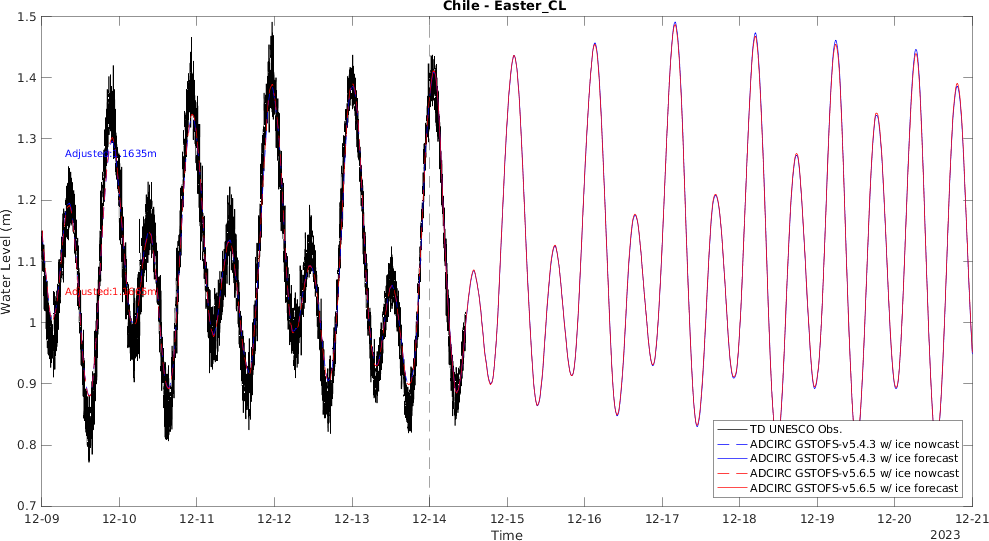 Chile - Easter_CL
1.5
1.4
1.3
1.2
1.1
1
0.9
0.8
0.7
Water Level (m)
Adjusted:1.1635m
12-09
12-10
12-11
12-12
12-13
12-14
12-15
12-16
12-17
12-18
12-19
12-20
12-21
Time
2023
TD UNESCO Obs.
ADCIRC GSTOFS-v5.4.3 w/ ice nowcast
ADCIRC GSTOFS-v5.4.3 w/ ice forecast
ADCIRC GSTOFS-v5.6.5 w/ ice nowcast
ADCIRC GSTOFS-v5.6.5 w/ ice forecast